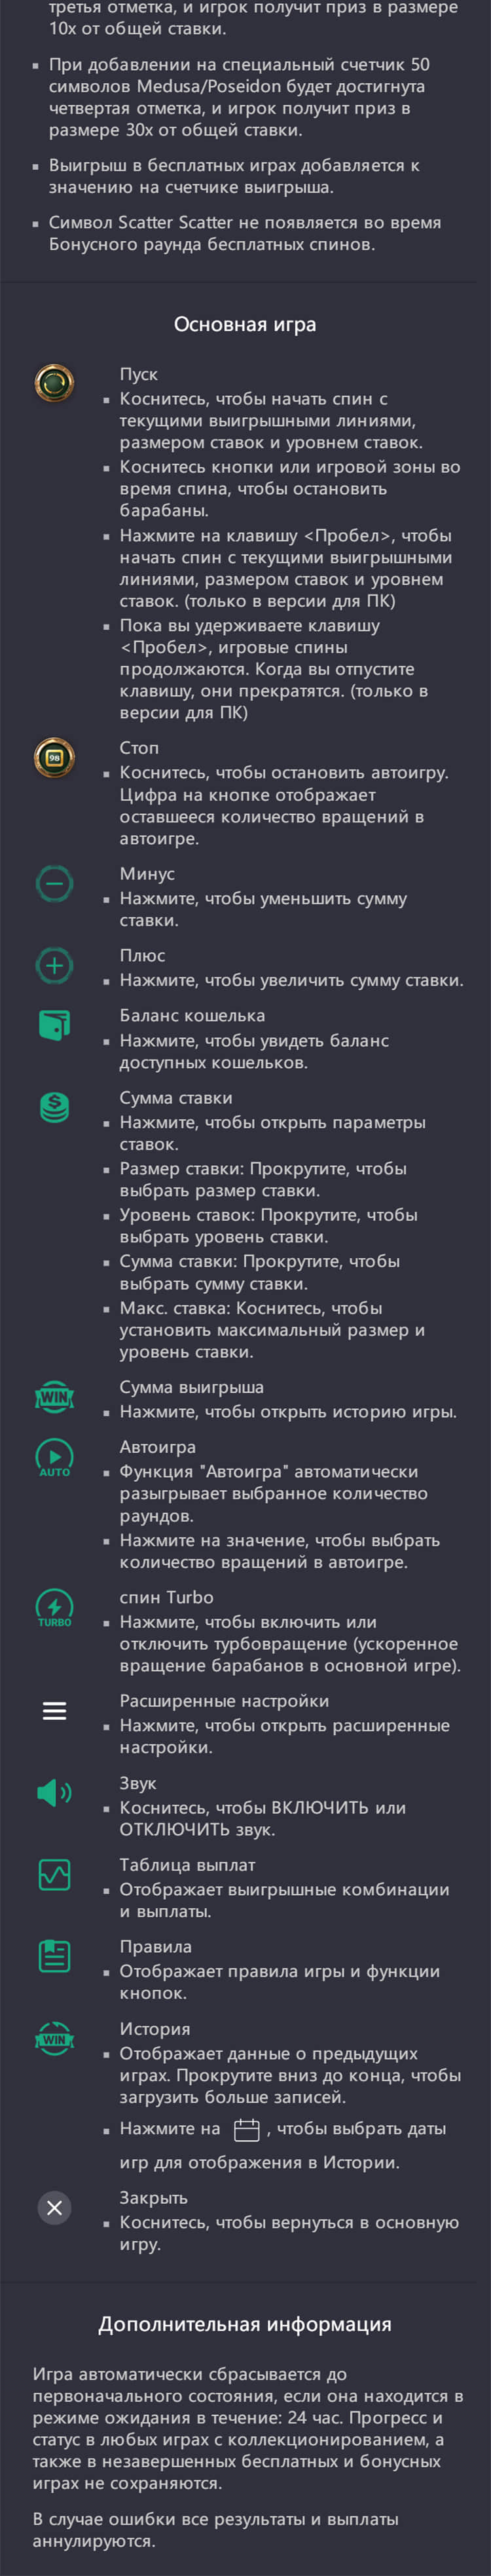 третья отметка, и игрок получит приз в размере
10x от общей ставки.
▪ При добавлении на специальный счетчик 50
символов Medusa/Poseidon будет достигнута
четвертая отметка, и игрок получит приз в
размере 30x от общей ставки.
▪ Выигрыш в бесплатных играх добавляется к
значению на счетчике выигрыша.
▪ Символ Scatter Scatter не появляется во время
Бонусного раунда бесплатных спинов.
Основная игра
Пуск
▪ Коснитесь, чтобы начать спин с
текущими выигрышными линиями,
размером ставок и уровнем ставок.
▪ Коснитесь кнопки или игровой зоны во
время спина, чтобы остановить
барабаны.
▪ Нажмите на клавишу <Пробел>, чтобы
начать спин с текущими выигрышными
линиями, размером ставок и уровнем
ставок. (только в версии для ПК)
▪ Пока вы удерживаете клавишу
<Пробел>, игровые спины
продолжаются. Когда вы отпустите
клавишу, они прекратятся. (только в
версии для ПК)
98
Стоп
▪ Коснитесь, чтобы остановить автоигру.
Цифра на кнопке отображает
оставшееся количество вращений в
автоигре.
Минус
▪ Нажмите, чтобы уменьшить сумму
ставки.
Плюс
▪ Нажмите, чтобы увеличить сумму ставки.
Баланс кошелька
▪ Нажмите, чтобы увидеть баланс
доступных кошельков.
Сумма ставки
▪ Нажмите, чтобы открыть параметры
ставок.
▪ Размер ставки: Прокрутите, чтобы
выбрать размер ставки.
▪ Уровень ставок: Прокрутите, чтобы
выбрать уровень ставки.
▪ Сумма ставки: Прокрутите, чтобы
выбрать сумму ставки.
▪ Макс. ставка: Коснитесь, чтобы
установить максимальный размер и
уровень ставки.
WIN
Сумма выигрыша
▪ Нажмите, чтобы открыть историю игры.
AUTO
Автоигра
▪ Функция "Автоигра" автоматически
разыгрывает выбранное количество
раундов.
▪ Нажмите на значение, чтобы выбрать
количество вращений в автоигре.
TURBO
спин Turbo
▪ Нажмите, чтобы включить или
отключить турбовращение (ускоренное
вращение барабанов в основной игре).
Расширенные настройки
▪ Нажмите, чтобы открыть расширенные
настройки.
Звук
▪ Коснитесь, чтобы ВКЛЮЧИТЬ или
ОТКЛЮЧИТЬ звук.
Таблица выплат
▪ Отображает выигрышные комбинации
и выплаты.
Правила
▪ Отображает правила игры и функции
кнопок.
WIN
История
▪ Отображает данные о предыдущих
играх. Прокрутите вниз до конца, чтобы
загрузить больше записей.
▪ Нажмите на , чтобы выбрать даты
игр для отображения в Истории.
Закрыть
▪ Коснитесь, чтобы вернуться в основную
игру.
Дополнительная информация
Игра автоматически сбрасывается до
первоначального состояния, если она находится в
режиме ожидания в течение: 24 час. Прогресс и
статус в любых играх с коллекционированием, а
также в незавершенных бесплатных и бонусных
играх не сохраняются.
В случае ошибки все результаты и выплаты
аннулируются.